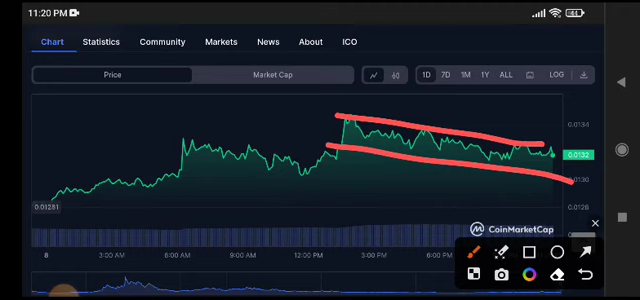 11:20 PM
Chart Statistics Community Markets News About ICO
Price Market Cap 1D 7D 1M 1Y ALL LOG
0.0134
0.0132
0.0130
0.01281
0.0126
CoinMarketCap
8 3:00 AM 6:00 AM 9:00 AM 12:00 PM 3:00 PM 6:00 PM